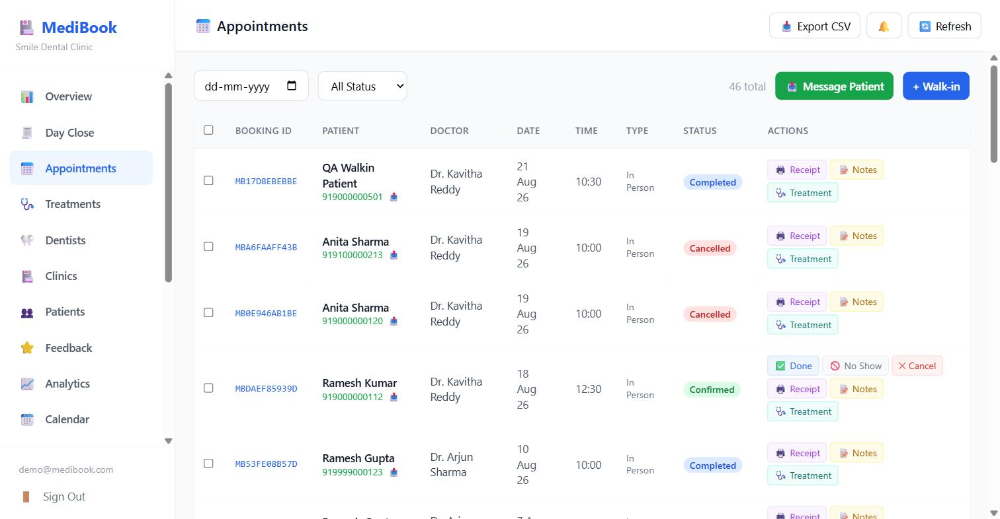 MediBook
Smile Dental Clinic
Overview
Day Close
Appointments
Treatments
Dentists
Clinics
Patients
Feedback
Analytics
Calendar
demo@medibook.com
Sign Out
Appointments
Export CSV
Refresh
dd-mm-yyyy
All Status
46 total
Message Patient
+ Walk-in
BOOKING ID PATIENT DOCTOR DATE TIME TYPE STATUS ACTIONS
MB17D8EBEBBE
QA Walkin
Patient
919000000501
Dr. Kavitha
Reddy
21
Aug
26
10:30
In
Person
Completed
Receipt
Notes
Treatment
MBA6FAAFF43B
Anita Sharma
919100000213
Dr. Kavitha
Reddy
19
Aug
26
10:00
In
Person
Cancelled
Receipt
Notes
Treatment
MB0E946AB1BE
Anita Sharma
919000000120
Dr. Kavitha
Reddy
19
Aug
26
10:00
In
Person
Cancelled
Receipt
Notes
Treatment
MBDAEF85939D
Ramesh Kumar
919000000112
Dr. Kavitha
Reddy
18
Aug
26
12:30
In
Person
Confirmed
Done
No Show
Cancel
Receipt
Notes
Treatment
MB53FE08B57D
Ramesh Gupta
919999000123
Dr. Arjun
Sharma
10
Aug
26
10:00
In
Person
Completed
Receipt
Notes
Treatment
Receipt
Notes